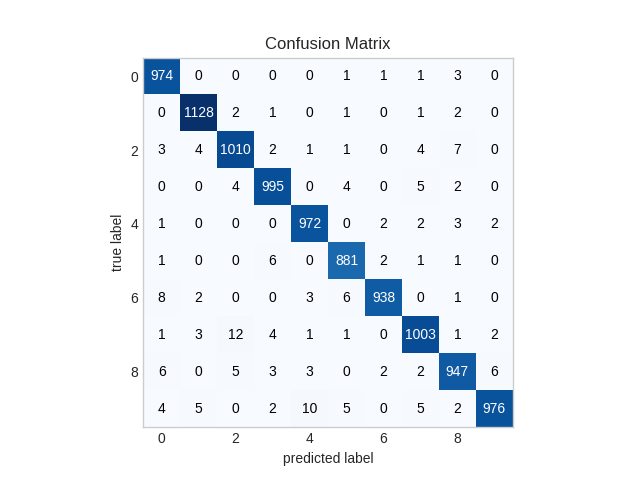 Confusion Matrix
0 974 0 0 0 0 1 1 1 3 0
0 1128 2 1 0 1 0 1 2 0
2 3 4 1010 2 1 1 0 4 7 0
0 0 4 995 0 4 0 5 2 0
4 1 0 0 0 972 0 2 2 3 2
1 0 0 6 0 881 2 1 1 0
6 8 2 0 0 3 6 938 0 1 0
1 3 12 4 1 1 0 1003 1 2
8 6 0 5 3 3 0 2 2 947 6
4 5 0 2 10 5 0 5 2 976
0 2 4 6 8
predicted label
true label